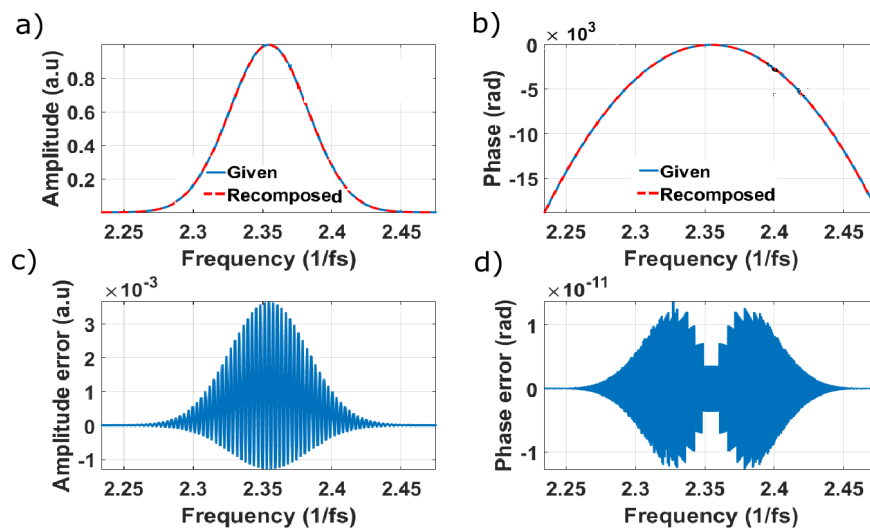 a)
Amplitude (a.u)
0.8
0.6
0.4
0.2
Given
Recomposed
2.25 2.3 2.35 2.4 2.45
Frequency (1/fs)
b)
× 10³
Phase (rad)
0
-5
-10
-15
Given
Recomposed
2.25 2.3 2.35 2.4 2.45
Frequency (1/fs)
c)
×10⁻³
Amplitude error (a.u)
3
2
1
0
-1
2.25 2.3 2.35 2.4 2.45
Frequency (1/fs)
d)
×10⁻¹¹
Phase error (rad)
1
0
-1
2.25 2.3 2.35 2.4 2.45
Frequency (1/fs)